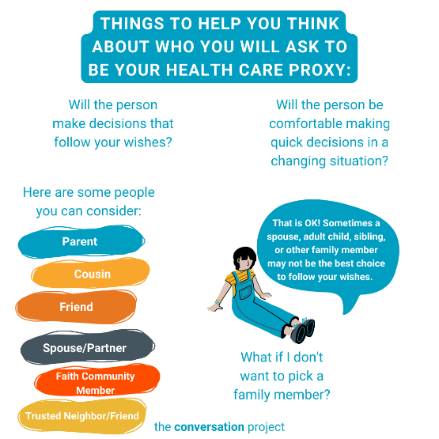 THINGS TO HELP YOU THINK
ABOUT WHO YOU WILL ASK TO
BE YOUR HEALTH CARE PROXY:
Will the person
make decisions that
follow your wishes?
Will the person be
comfortable making
quick decisions in a
changing situation?
Here are some people
you can consider:
Parent
Cousin
Friend
Spouse/Partner
Faith Community
Member
Trusted Neighbor/Friend
That is OK! Sometimes a
spouse, adult child, sibling,
or other family member
may not be the best choice
to follow your wishes.
What if I don't
want to pick a
family member?
the conversation project